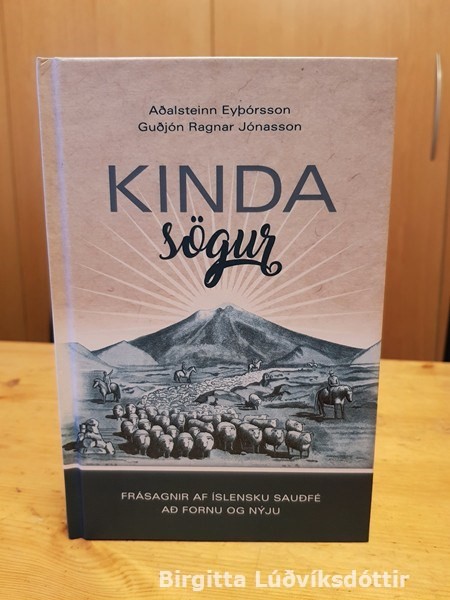 Aðalsteinn Eyþórsson
Guðjón Ragnar Jónasson
KINDA
sögur
FRÁSAGNIR AF ÍSLENSKU SAUÐFÉ
AÐ FORNU OG NÝJU
Birgitta Lúðvíksdóttir